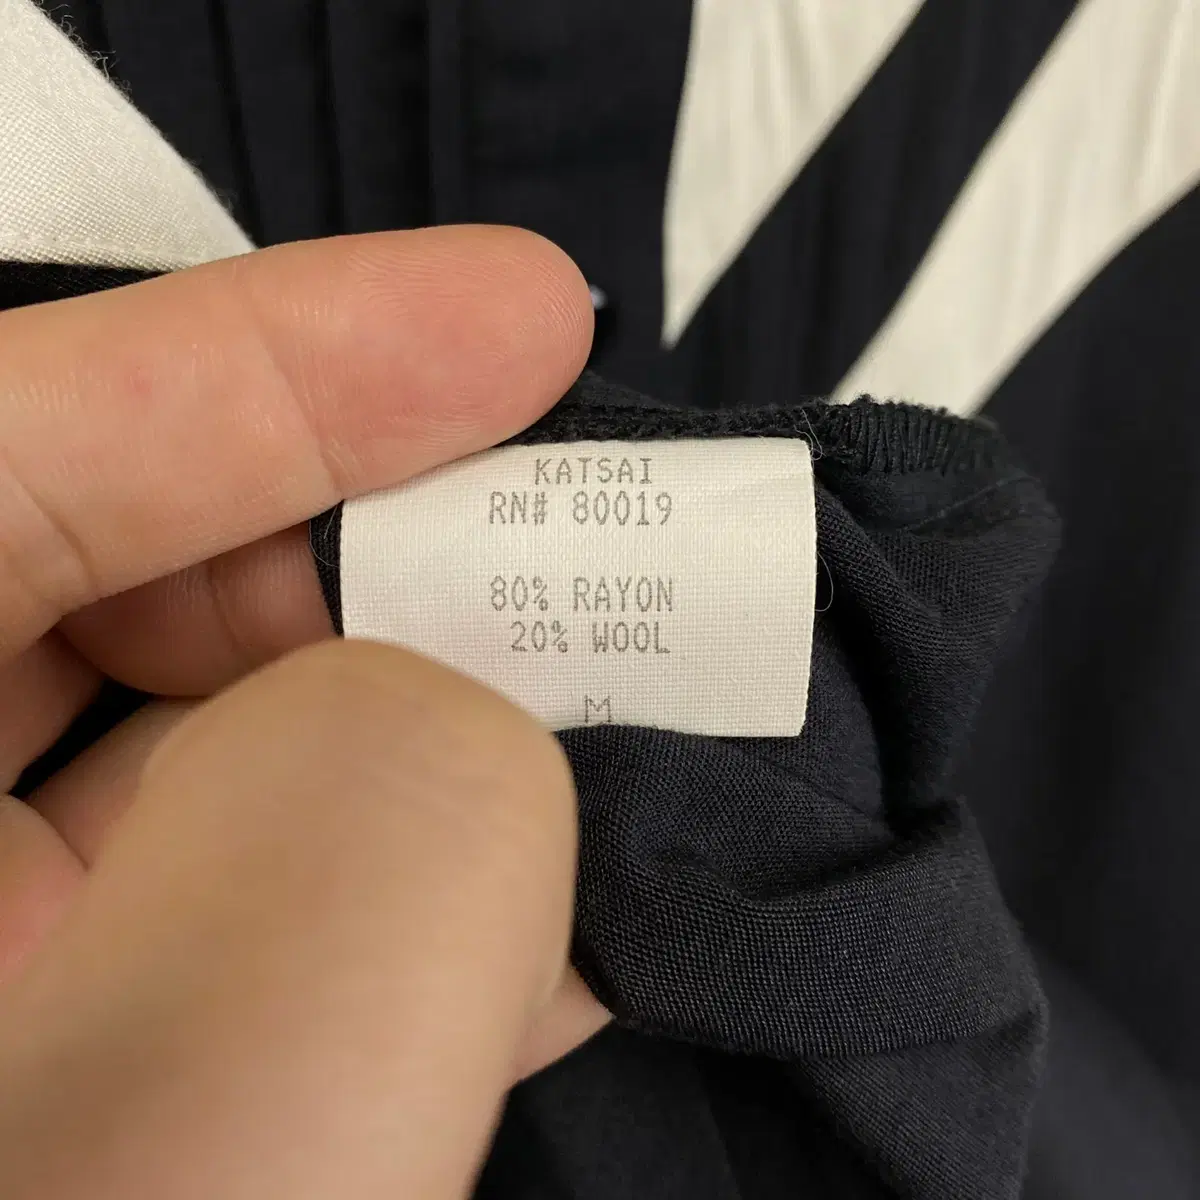 KATSAI
RN# 80019
80% RAYON
20% WOOL
M